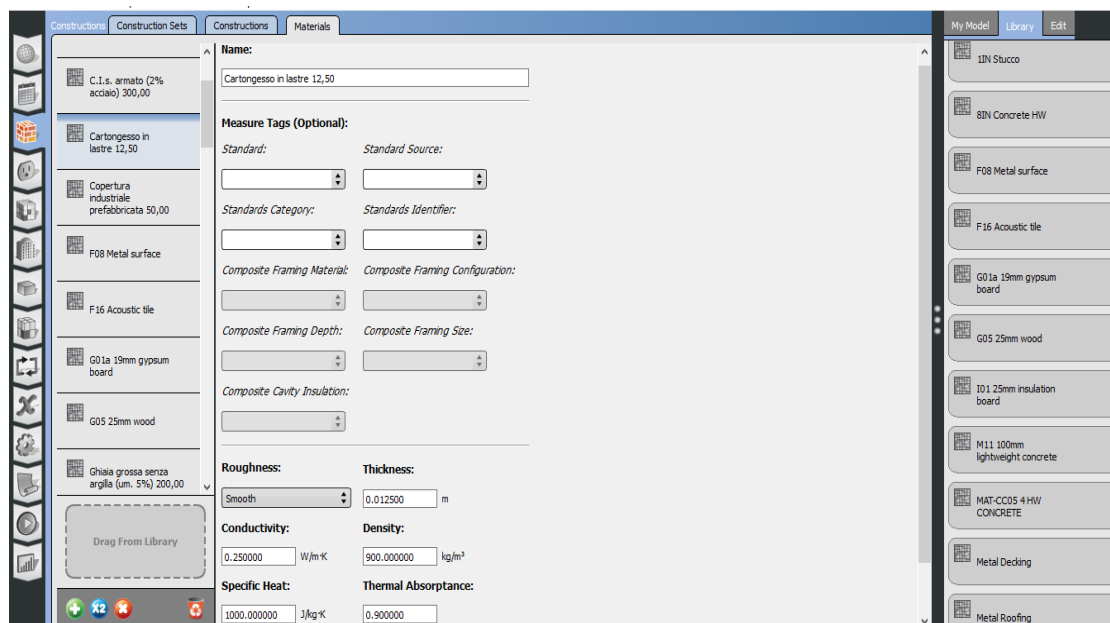 Constructions
Construction Sets
Constructions
Materials
My Model
Library
Edit
C.I.s. armato (2%
acciaio) 300,00
Cartongesso in
lastre 12,50
Copertura
industriale
prefabbricata 50,00
F08 Metal surface
F16 Acoustic tile
G01a 19mm gypsum
board
G05 25mm wood
Ghiaia grossa senza
argilla (um. 5%) 200,00
Drag From Library
X2
Name:
Cartongesso in lastre 12,50
Measure Tags (Optional):
Standard:
Standard Source:
Standards Category:
Standards Identifier:
Composite Framing Material:
Composite Framing Configuration:
Composite Framing Depth:
Composite Framing Size:
Composite Cavity Insulation:
Roughness:
Thickness:
Smooth
0.012500 m
Conductivity:
Density:
0.250000 W/m·K
900.000000 kg/m³
Specific Heat:
Thermal Absorptance:
1000.000000 J/kg·K
0.900000
1IN Stucco
8IN Concrete HW
F08 Metal surface
F16 Acoustic tile
G01a 19mm gypsum
board
G05 25mm wood
I01 25mm insulation
board
M11 100mm
lightweight concrete
MAT-CC05 4 HW
CONCRETE
Metal Decking
Metal Roofing